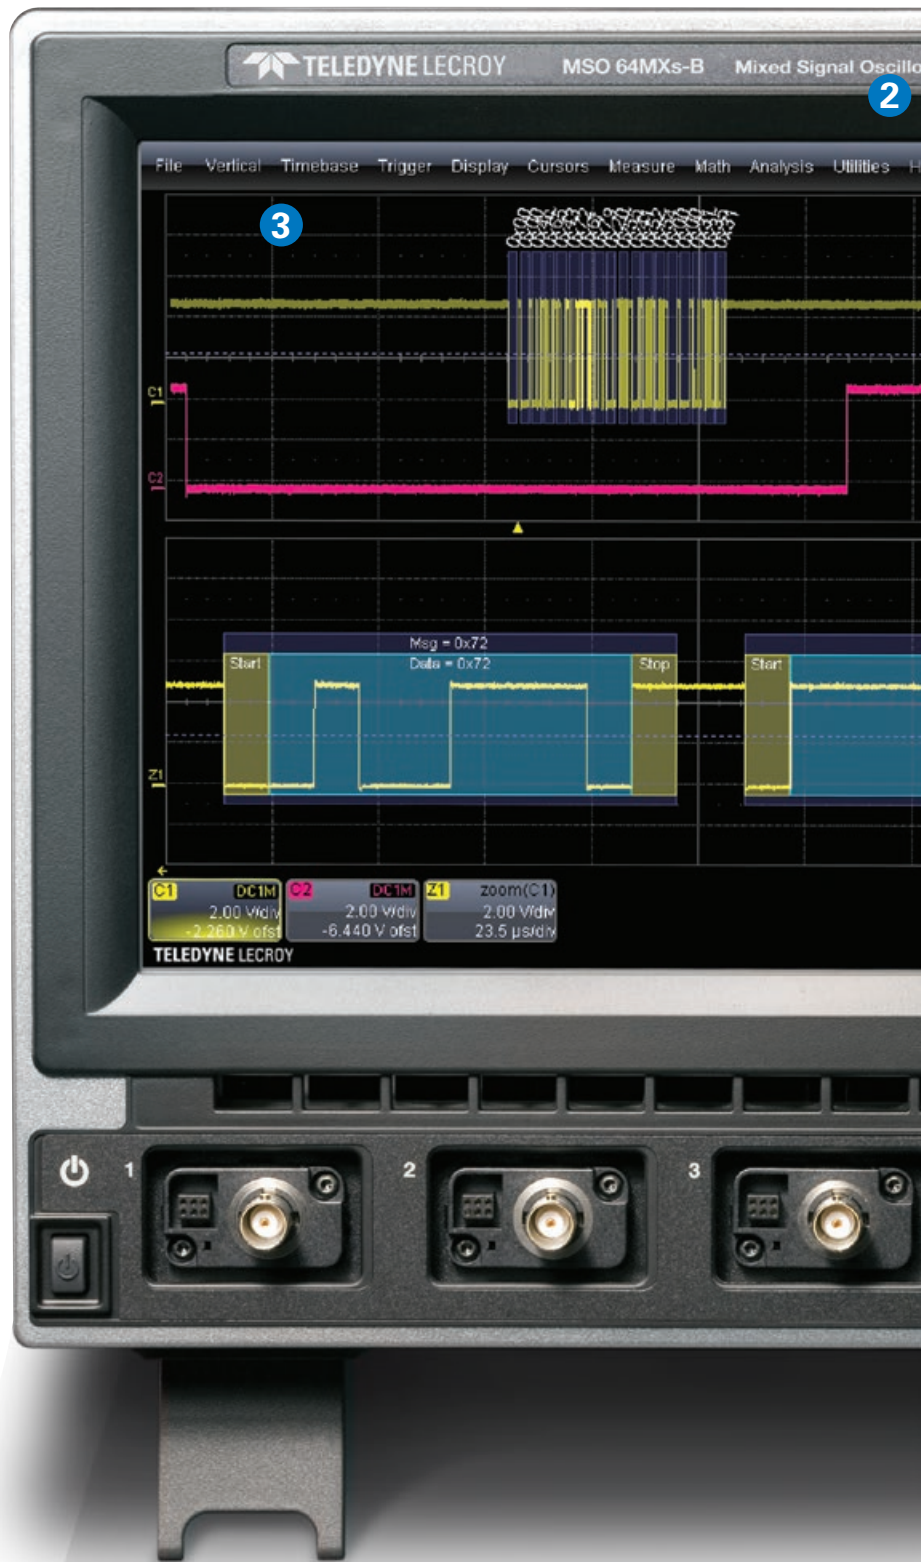 TELEDYNE LECROY MSO 64MXs-B Mixed Signal Oscillo
2
File Vertical Timebase Trigger Display Cursors Measure Math Analysis Utilities H
3
C1
C2
Msg = 0x72
Start Data = 0x72 Stop Start
Z1
C1 DC1M C2 DC1M Z1 zoom(C1)
2.00 V/div 2.00 V/div 2.00 V/div
-2.260 V ofst -6.440 V ofst 23.5 µs/div
TELEDYNE LECROY
1 2 3